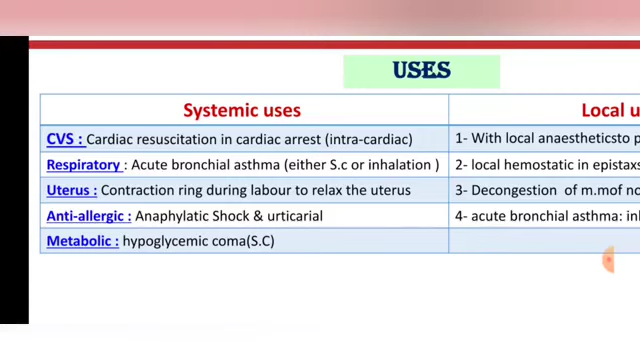 USES
Systemic uses
Local u
CVS : Cardiac resuscitation in cardiac arrest (intra-cardiac)
1- With local anaestheticsto p
Respiratory : Acute bronchial asthma (either S.c or inhalation )
2- local hemostatic in epistaxs
Uterus : Contraction ring during labour to relax the uterus
3- Decongestion of m.mof no
Anti-allergic : Anaphylatic Shock & urticarial
4- acute bronchial asthma: inl
Metabolic : hypoglycemic coma(S.C)